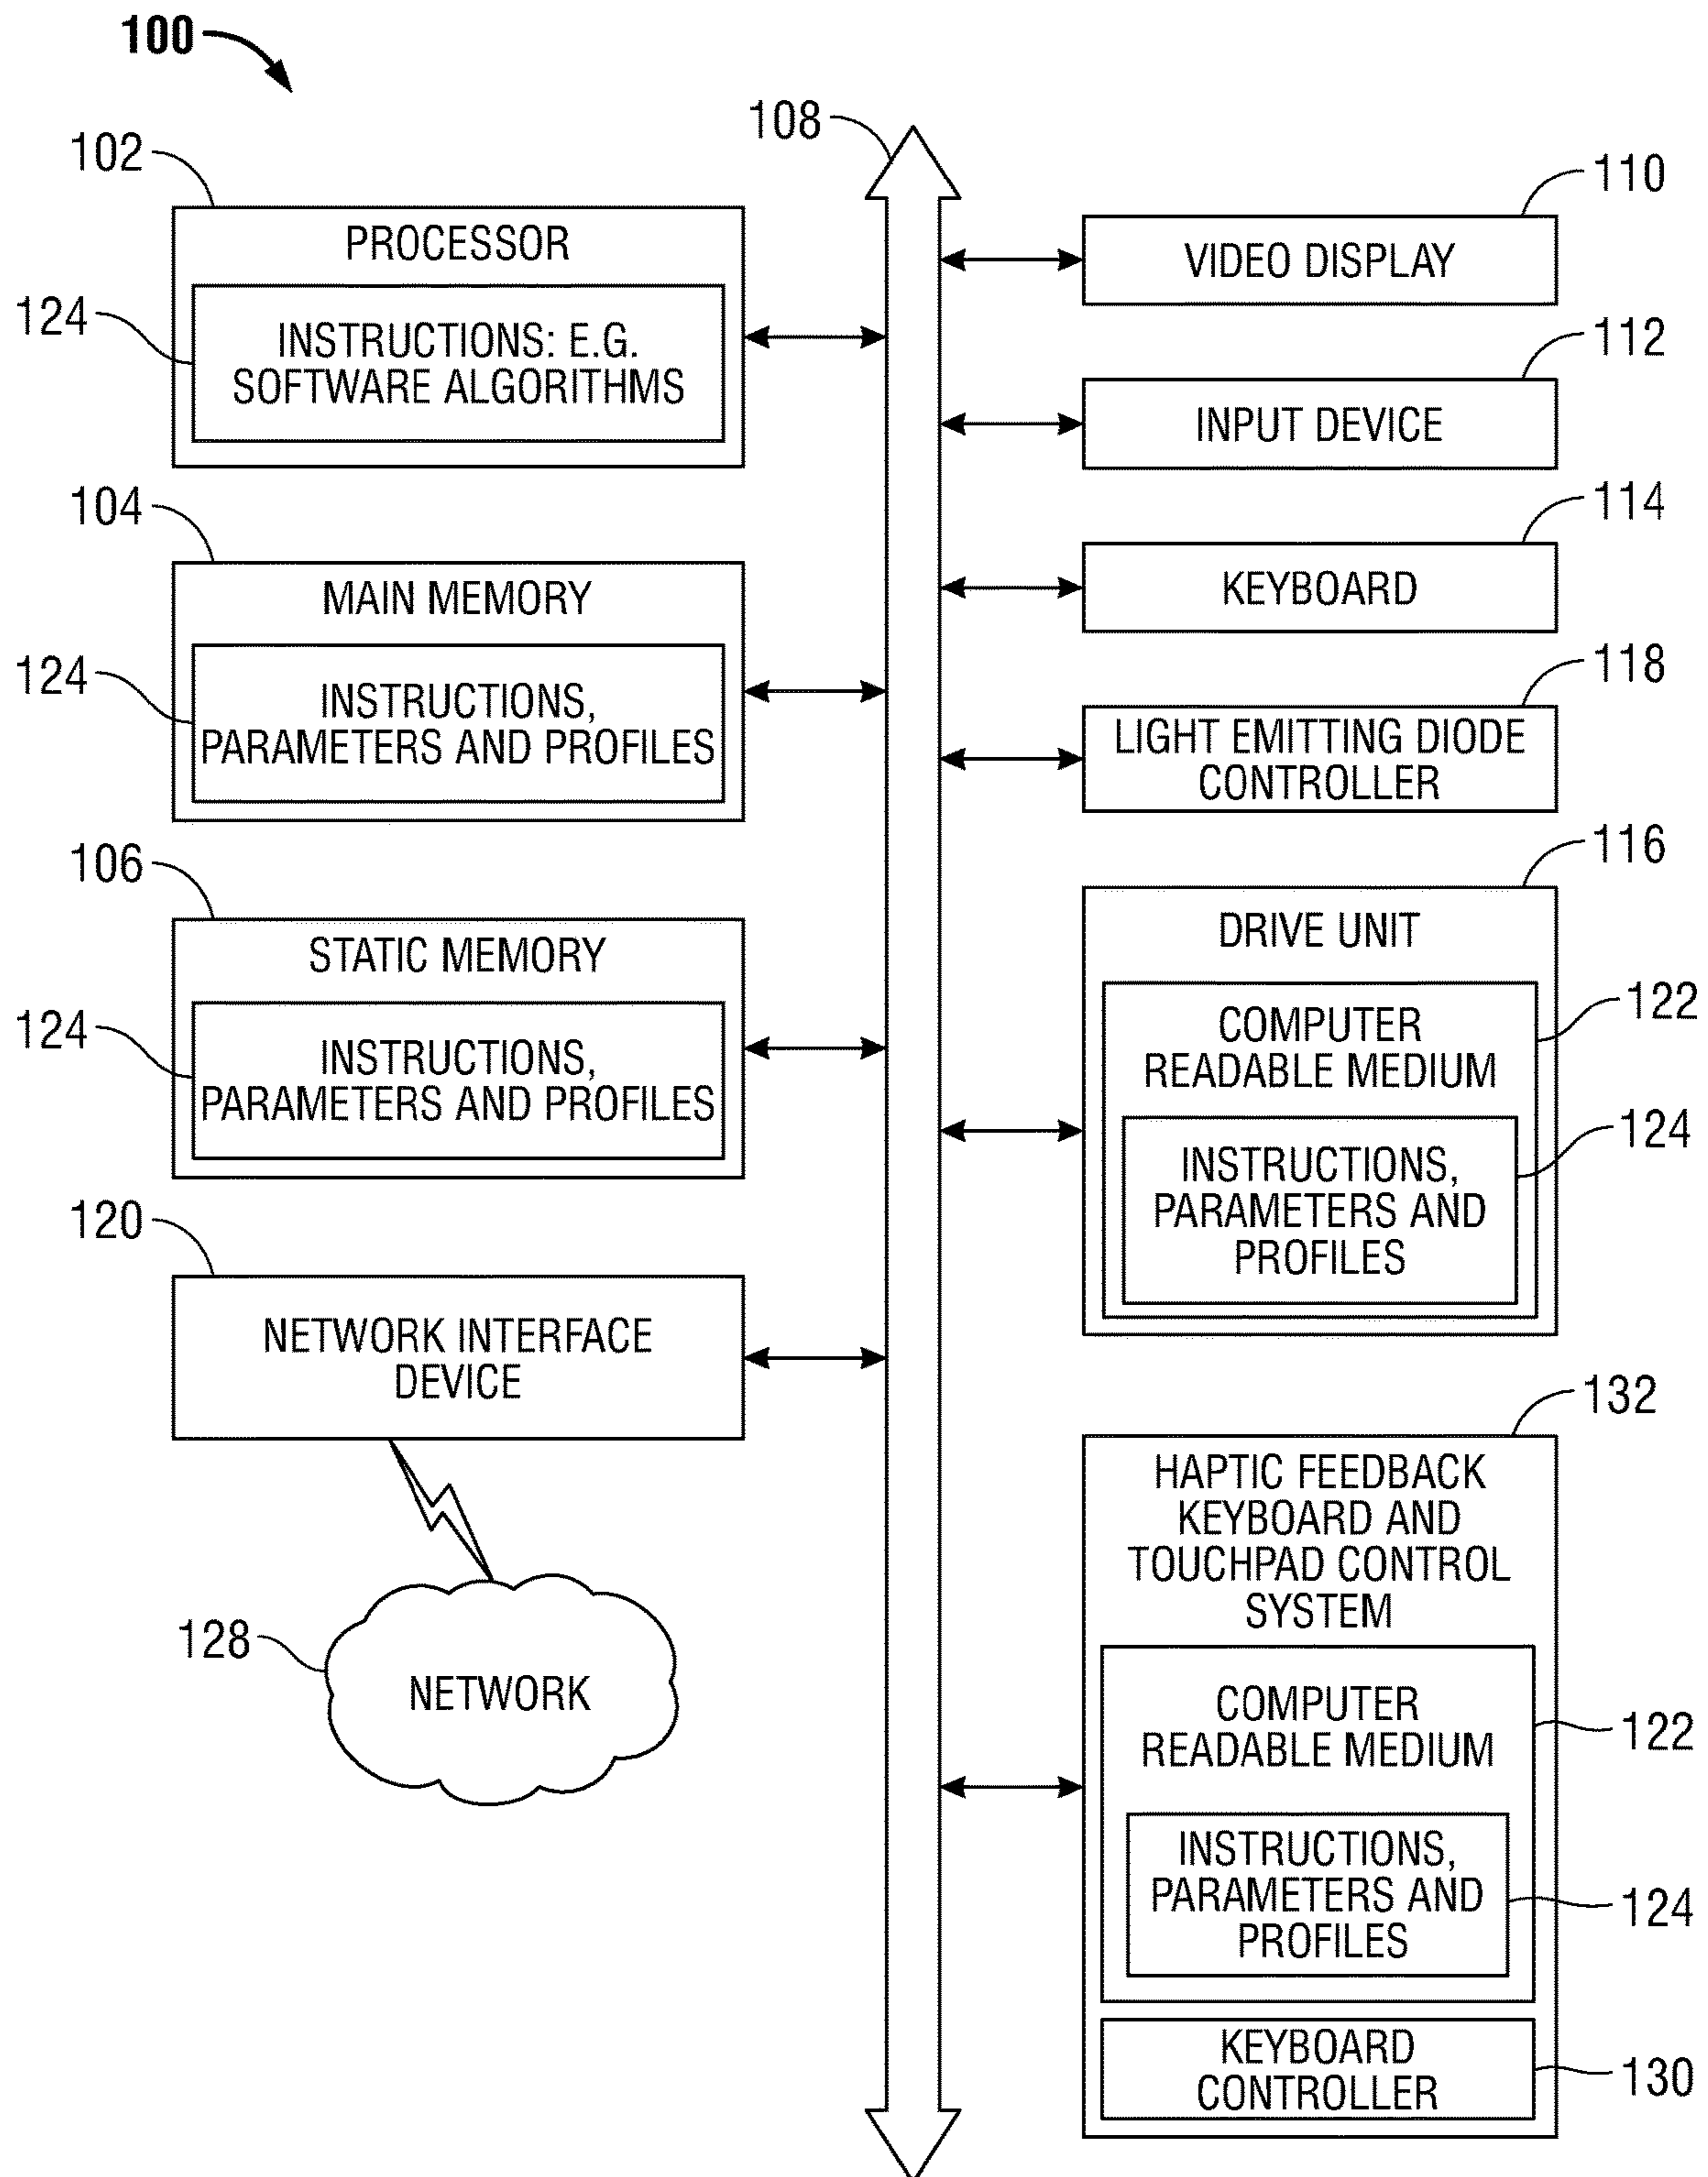 100
108
102
PROCESSOR
124
INSTRUCTIONS: E.G.
SOFTWARE ALGORITHMS
104
MAIN MEMORY
124
INSTRUCTIONS,
PARAMETERS AND PROFILES
106
STATIC MEMORY
124
INSTRUCTIONS,
PARAMETERS AND PROFILES
120
NETWORK INTERFACE
DEVICE
128
NETWORK
110
VIDEO DISPLAY
112
INPUT DEVICE
114
KEYBOARD
118
LIGHT EMITTING DIODE
CONTROLLER
116
DRIVE UNIT
122
COMPUTER
READABLE MEDIUM
124
INSTRUCTIONS,
PARAMETERS AND
PROFILES
132
HAPTIC FEEDBACK
KEYBOARD AND
TOUCHPAD CONTROL
SYSTEM
COMPUTER
READABLE MEDIUM
122
INSTRUCTIONS,
PARAMETERS AND
PROFILES
124
KEYBOARD
CONTROLLER
130